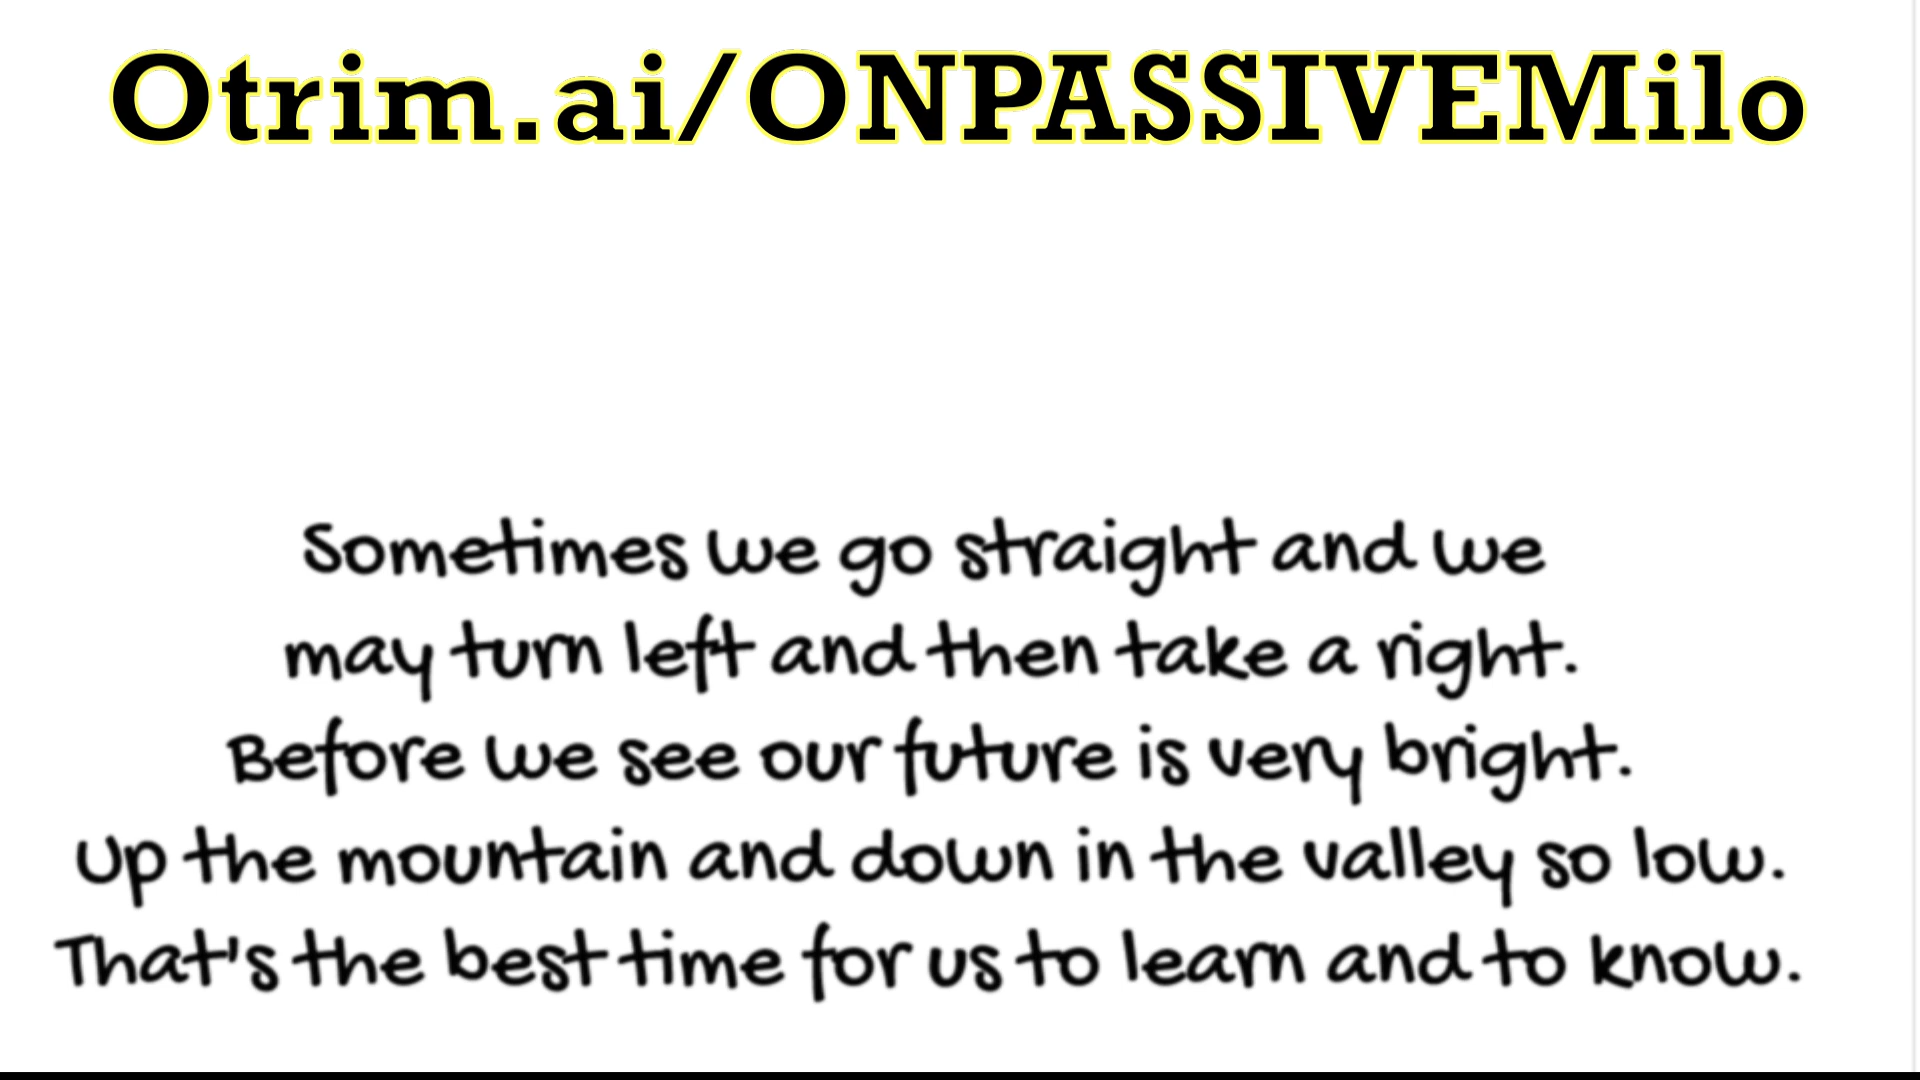 Otrim.ai/ONPASSIVEMilo
Sometimes we go straight and we
may turn left and then take a right.
Before we see our future is very bright.
Up the mountain and down in the valley so low.
That's the best time for us to learn and to know.